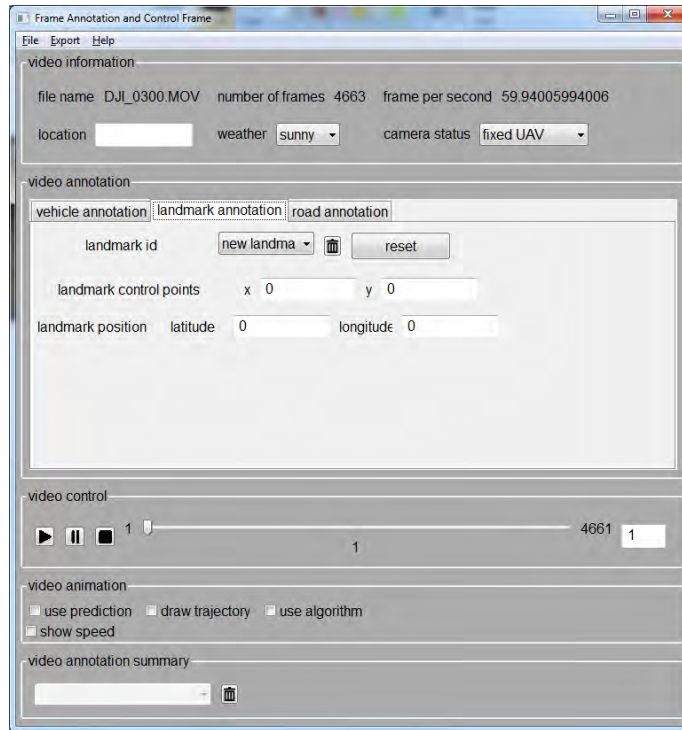 Frame Annotation and Control Frame
File Export Help
video information
file name DJI_0300.MOV number of frames 4663 frame per second 59.94005994006
location weather sunny camera status fixed UAV
video annotation
vehicle annotation landmark annotation road annotation
landmark id new landma reset
landmark control points x 0 y 0
landmark position latitude 0 longitude 0
video control
1 4661 1
1
video animation
use prediction draw trajectory use algorithm
show speed
video annotation summary